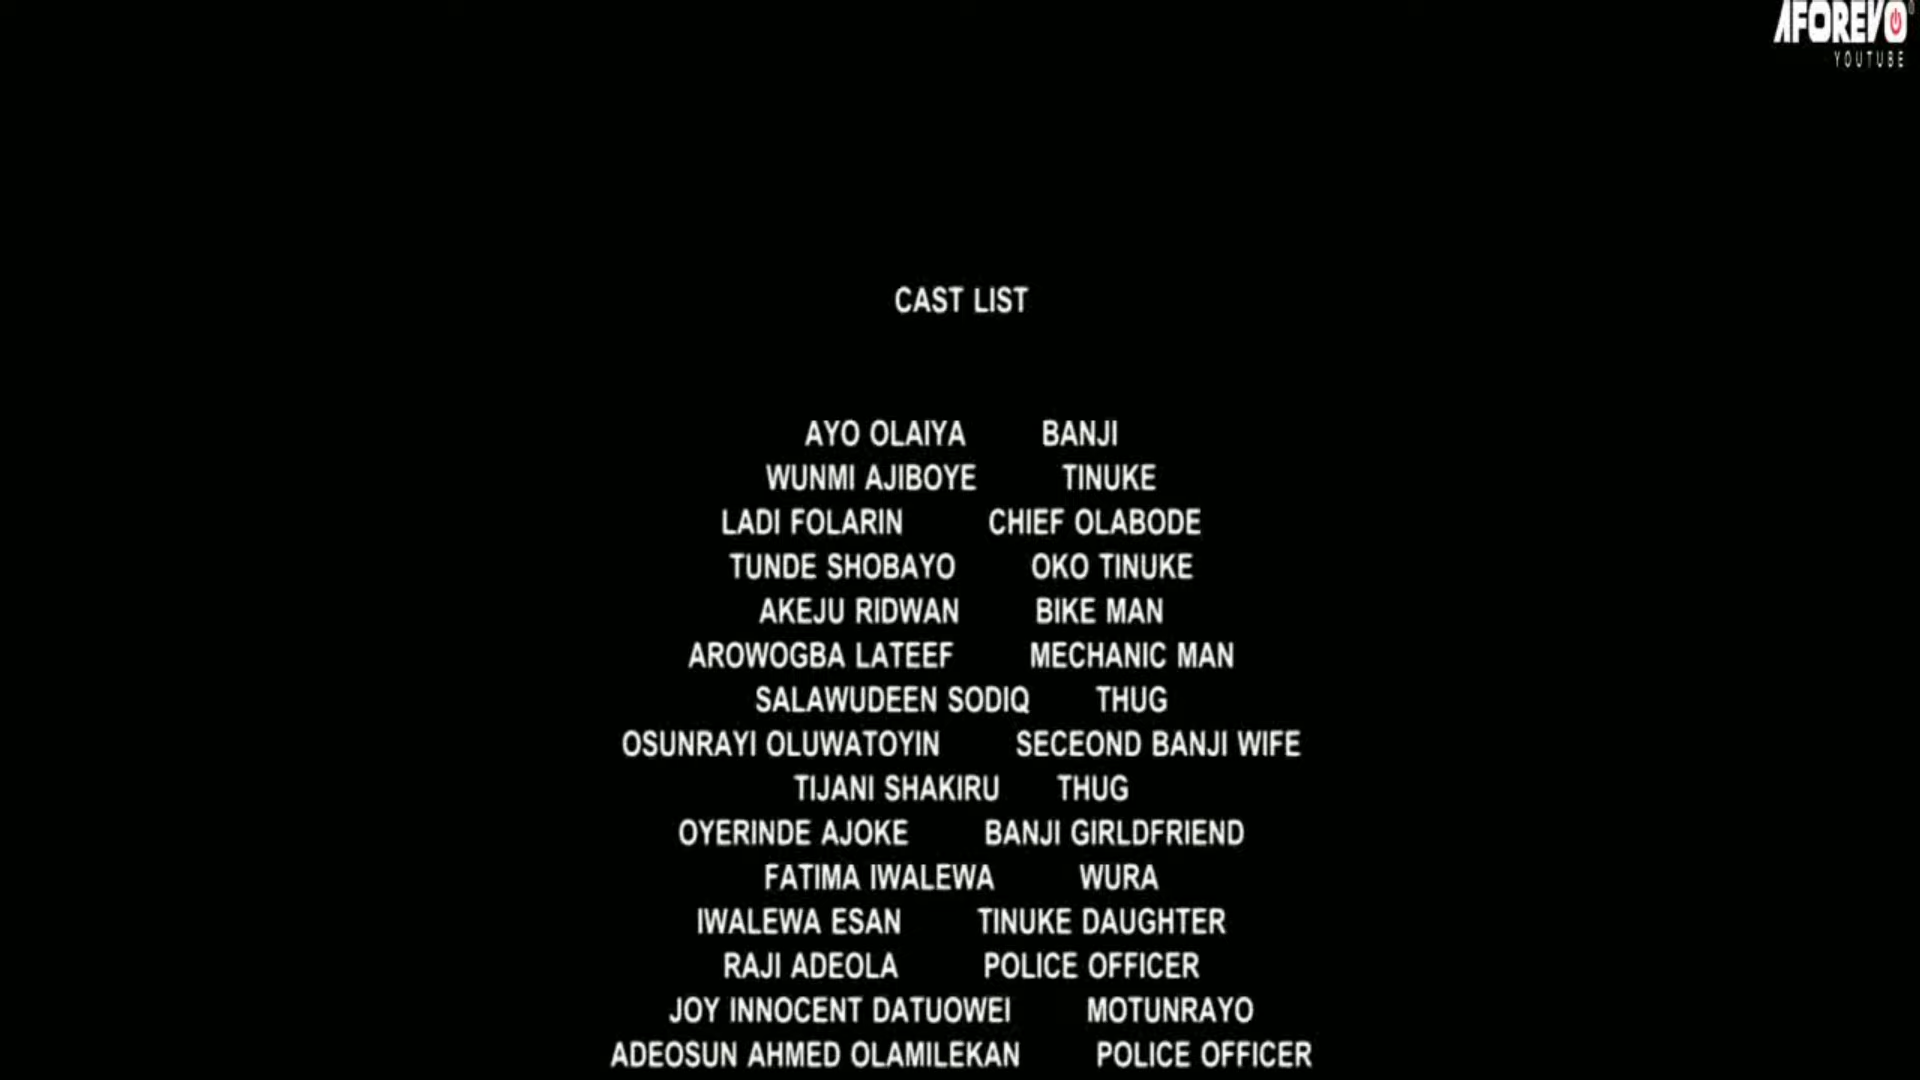 AFOREVO
YOUTUBE
CAST LIST
AYO OLAIYA BANJI
WUNMI AJIBOYE TINUKE
LADI FOLARIN CHIEF OLABODE
TUNDE SHOBAYO OKO TINUKE
AKEJU RIDWAN BIKE MAN
AROWOGBA LATEEF MECHANIC MAN
SALAWUDEEN SODIQ THUG
OSUNRAYI OLUWATOYIN SECEOND BANJI WIFE
TIJANI SHAKIRU THUG
OYERINDE AJOKE BANJI GIRLDFRIEND
FATIMA IWALEWA WURA
IWALEWA ESAN TINUKE DAUGHTER
RAJI ADEOLA POLICE OFFICER
JOY INNOCENT DATUOWEI MOTUNRAYO
ADEOSUN AHMED OLAMILEKAN POLICE OFFICER